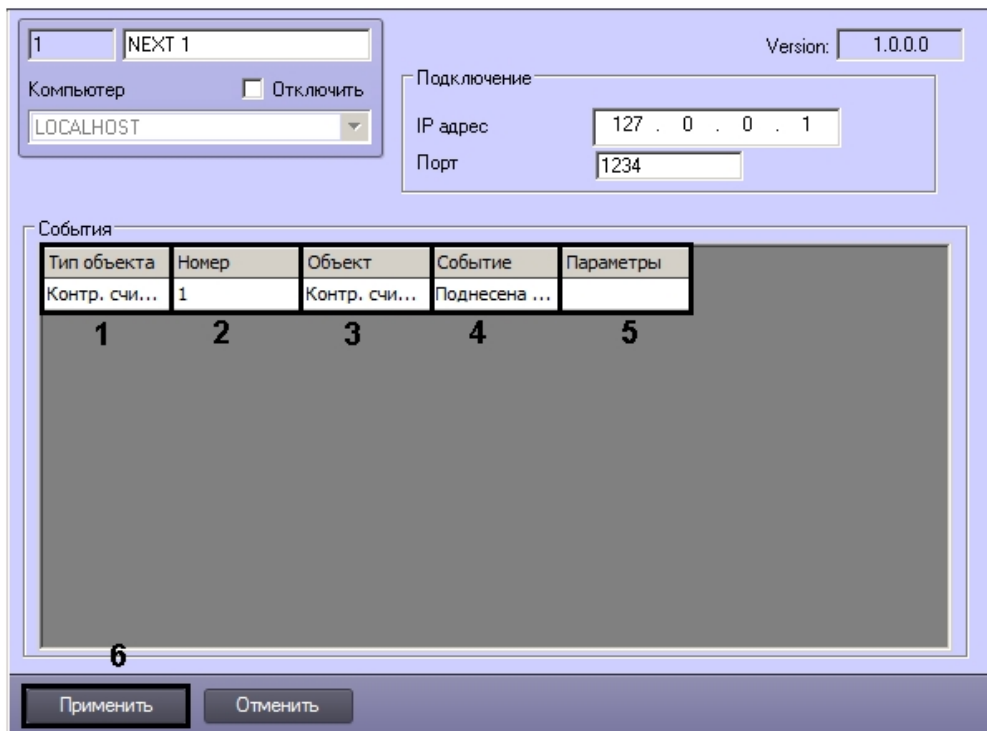 1 NEXT 1
Version: 1.0.0.0
Компьютер Отключить
LOCALHOST
Подключение
IP адрес 127 . 0 . 0 . 1
Порт 1234
События
Тип объекта Номер Объект Событие Параметры
Контр. счи... 1 Контр. счи... Поднесена ...
1 2 3 4 5
6
Применить Отменить